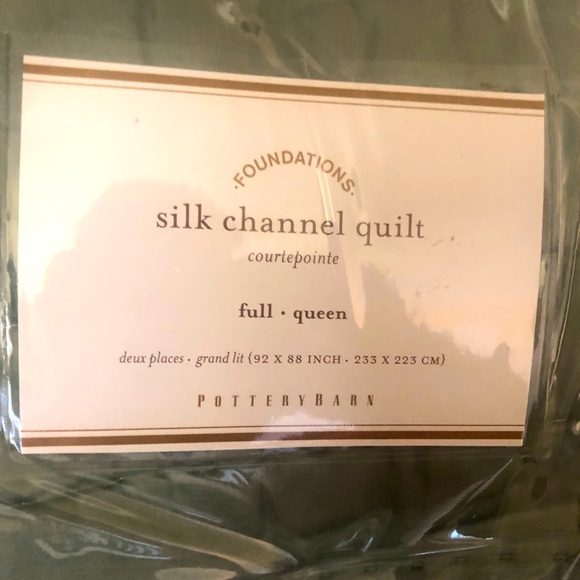 ·FOUNDATIONS·
silk channel quilt
courtepointe
full · queen
deux places · grand lit (92 X 88 INCH · 233 X 223 CM)
POTTERYBARN